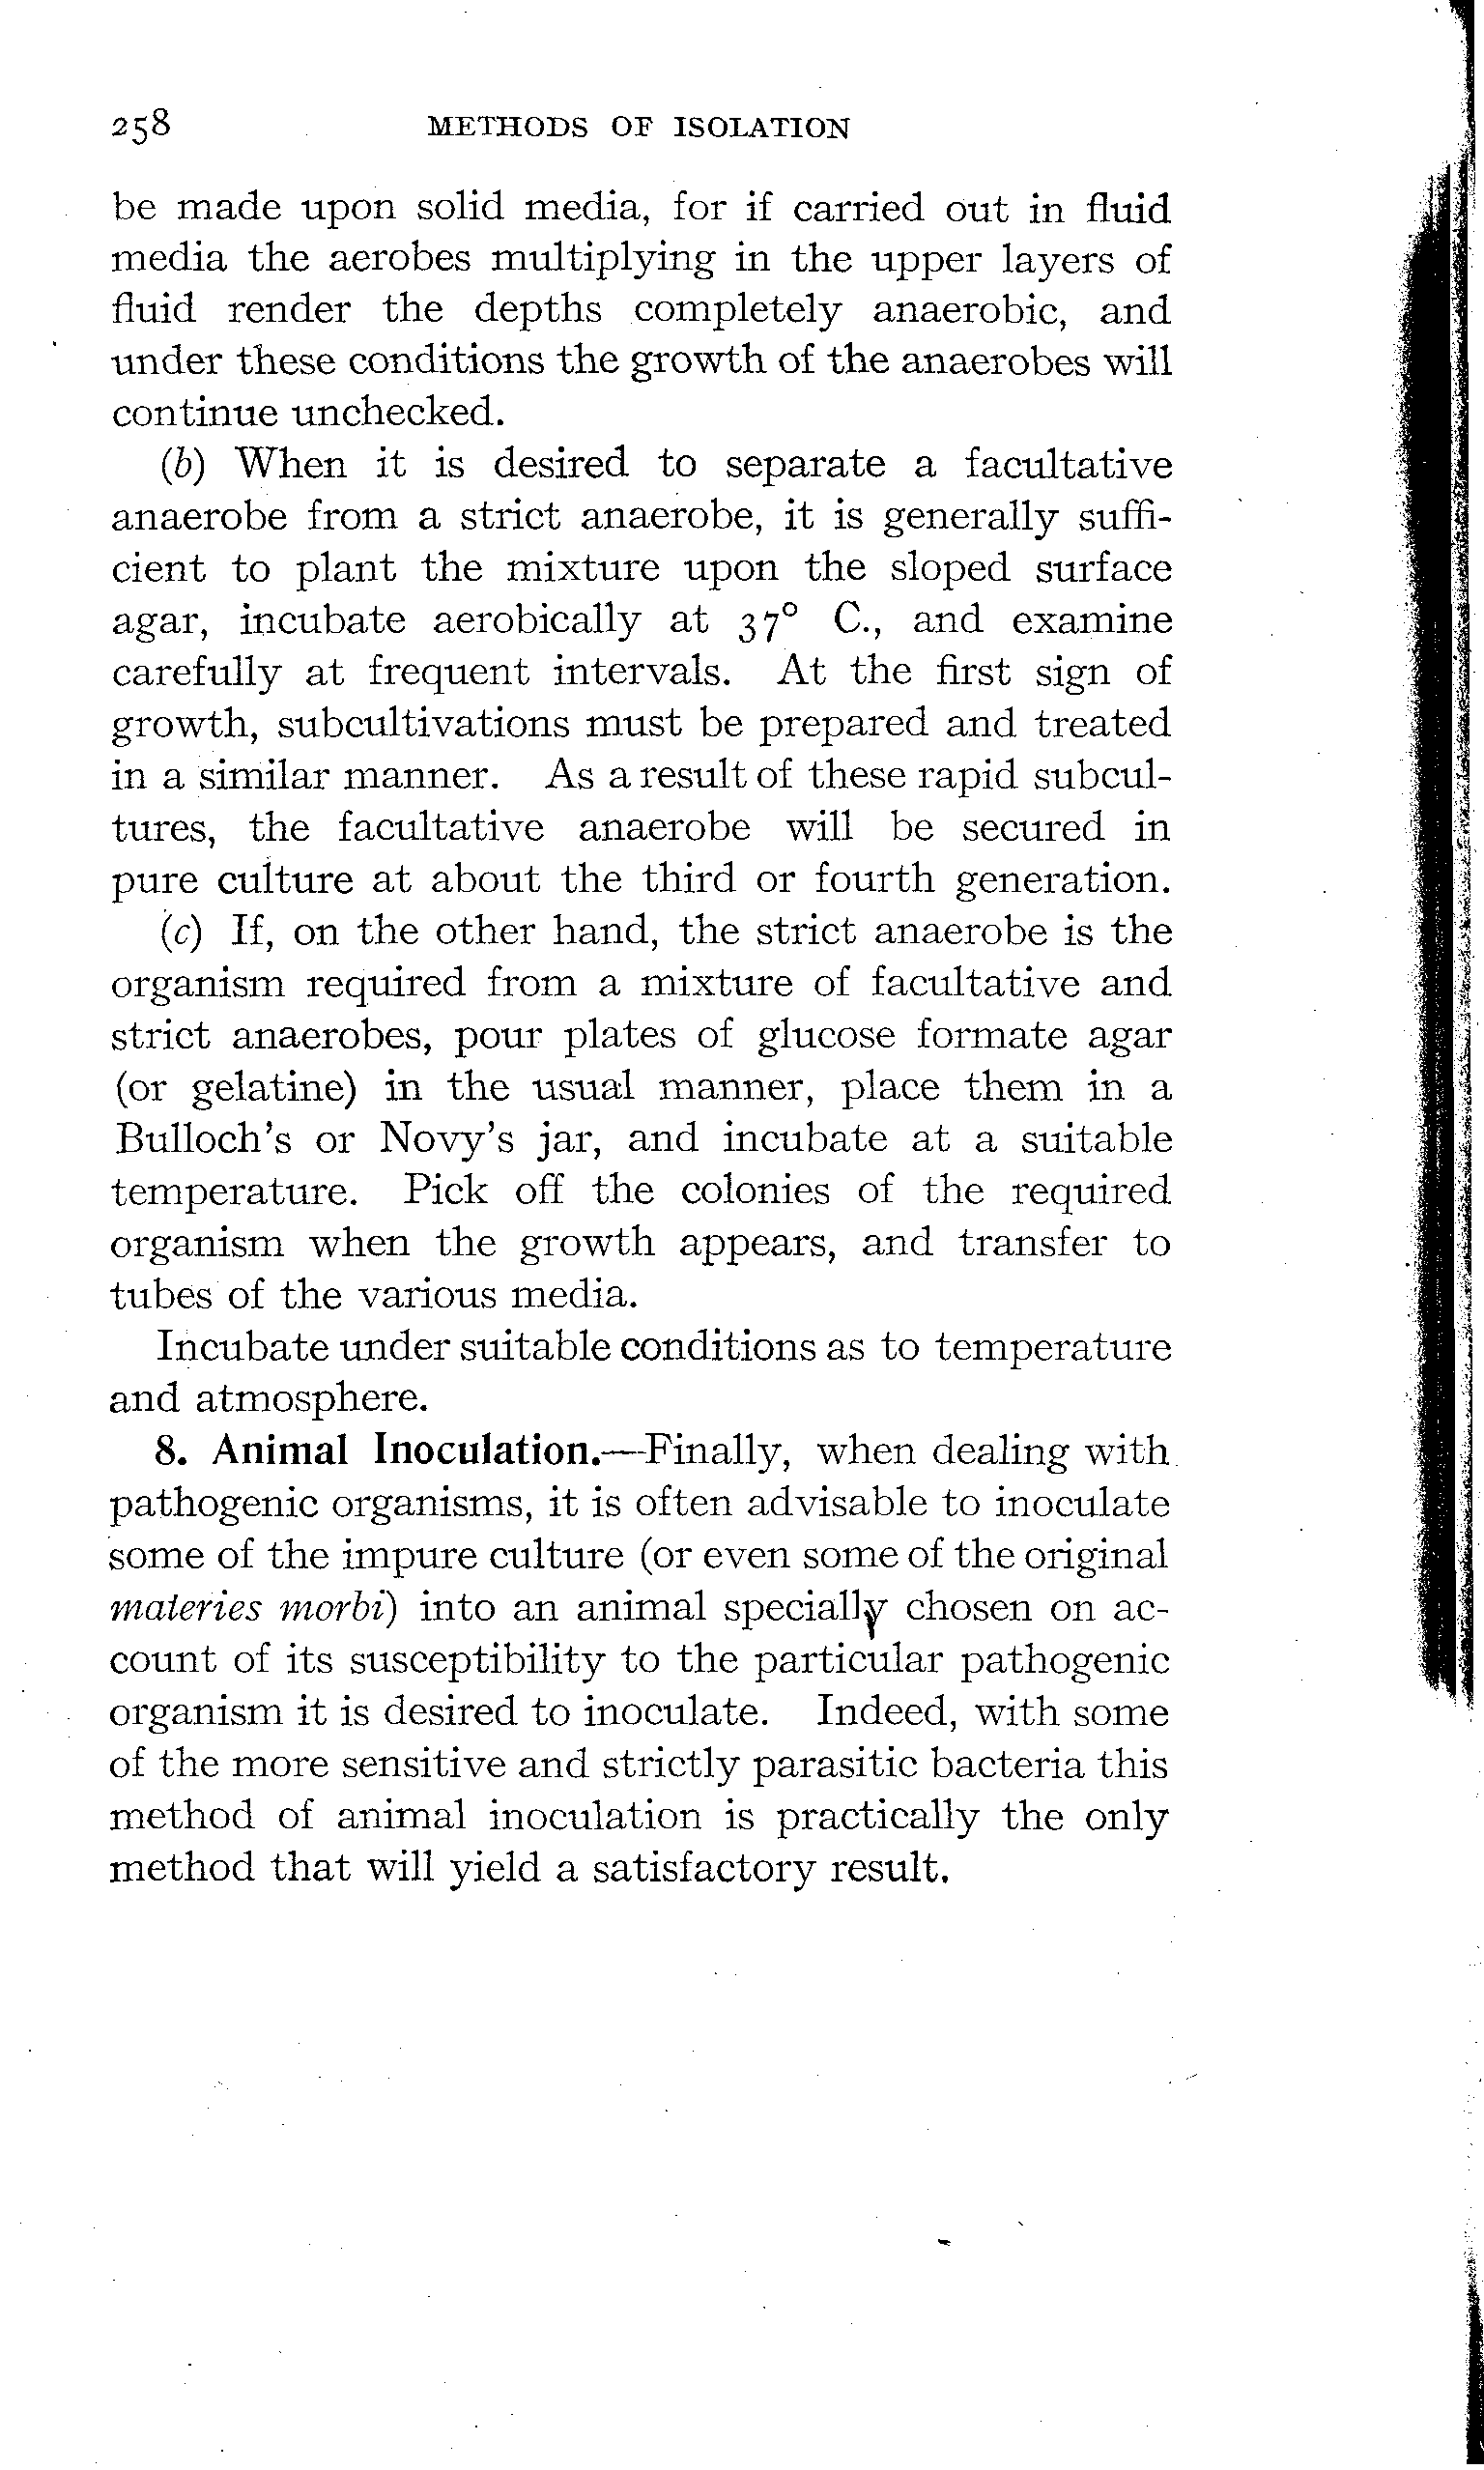 258 METHODS OF ISOLATION
be made upon solid media, for if carried out in fluid
media the aerobes multiplying in the upper layers of
fluid render the depths completely anaerobic, and
under these conditions the growth of the anaerobes will
continue unchecked.
(b) When it is desired to separate a facultative
anaerobe from a strict anaerobe, it is generally suffi-
cient to plant the mixture upon the sloped surface
agar, incubate aerobically at 37° C., and examine
carefully at frequent intervals. At the first sign of
growth, subcultivations must be prepared and treated
in a similar manner. As a result of these rapid subcul-
tures, the facultative anaerobe will be secured in
pure culture at about the third or fourth generation.
(c) If, on the other hand, the strict anaerobe is the
organism required from a mixture of facultative and
strict anaerobes, pour plates of glucose formate agar
(or gelatine) in the usual manner, place them in a
Bulloch's or Novy's jar, and incubate at a suitable
temperature. Pick off the colonies of the required
organism when the growth appears, and transfer to
tubes of the various media.
Incubate under suitable conditions as to temperature
and atmosphere.
8. Animal Inoculation.—Finally, when dealing with
pathogenic organisms, it is often advisable to inoculate
some of the impure culture (or even some of the original
materies morbi) into an animal specially chosen on ac-
count of its susceptibility to the particular pathogenic
organism it is desired to inoculate. Indeed, with some
of the more sensitive and strictly parasitic bacteria this
method of animal inoculation is practically the only
method that will yield a satisfactory result.